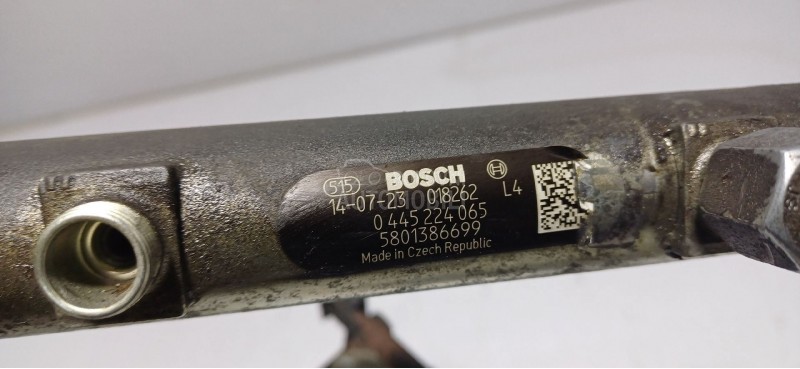 515 BOSCH
14-07-23 018262 L4
0 445 224 065
5801386699
Made in Czech Republic